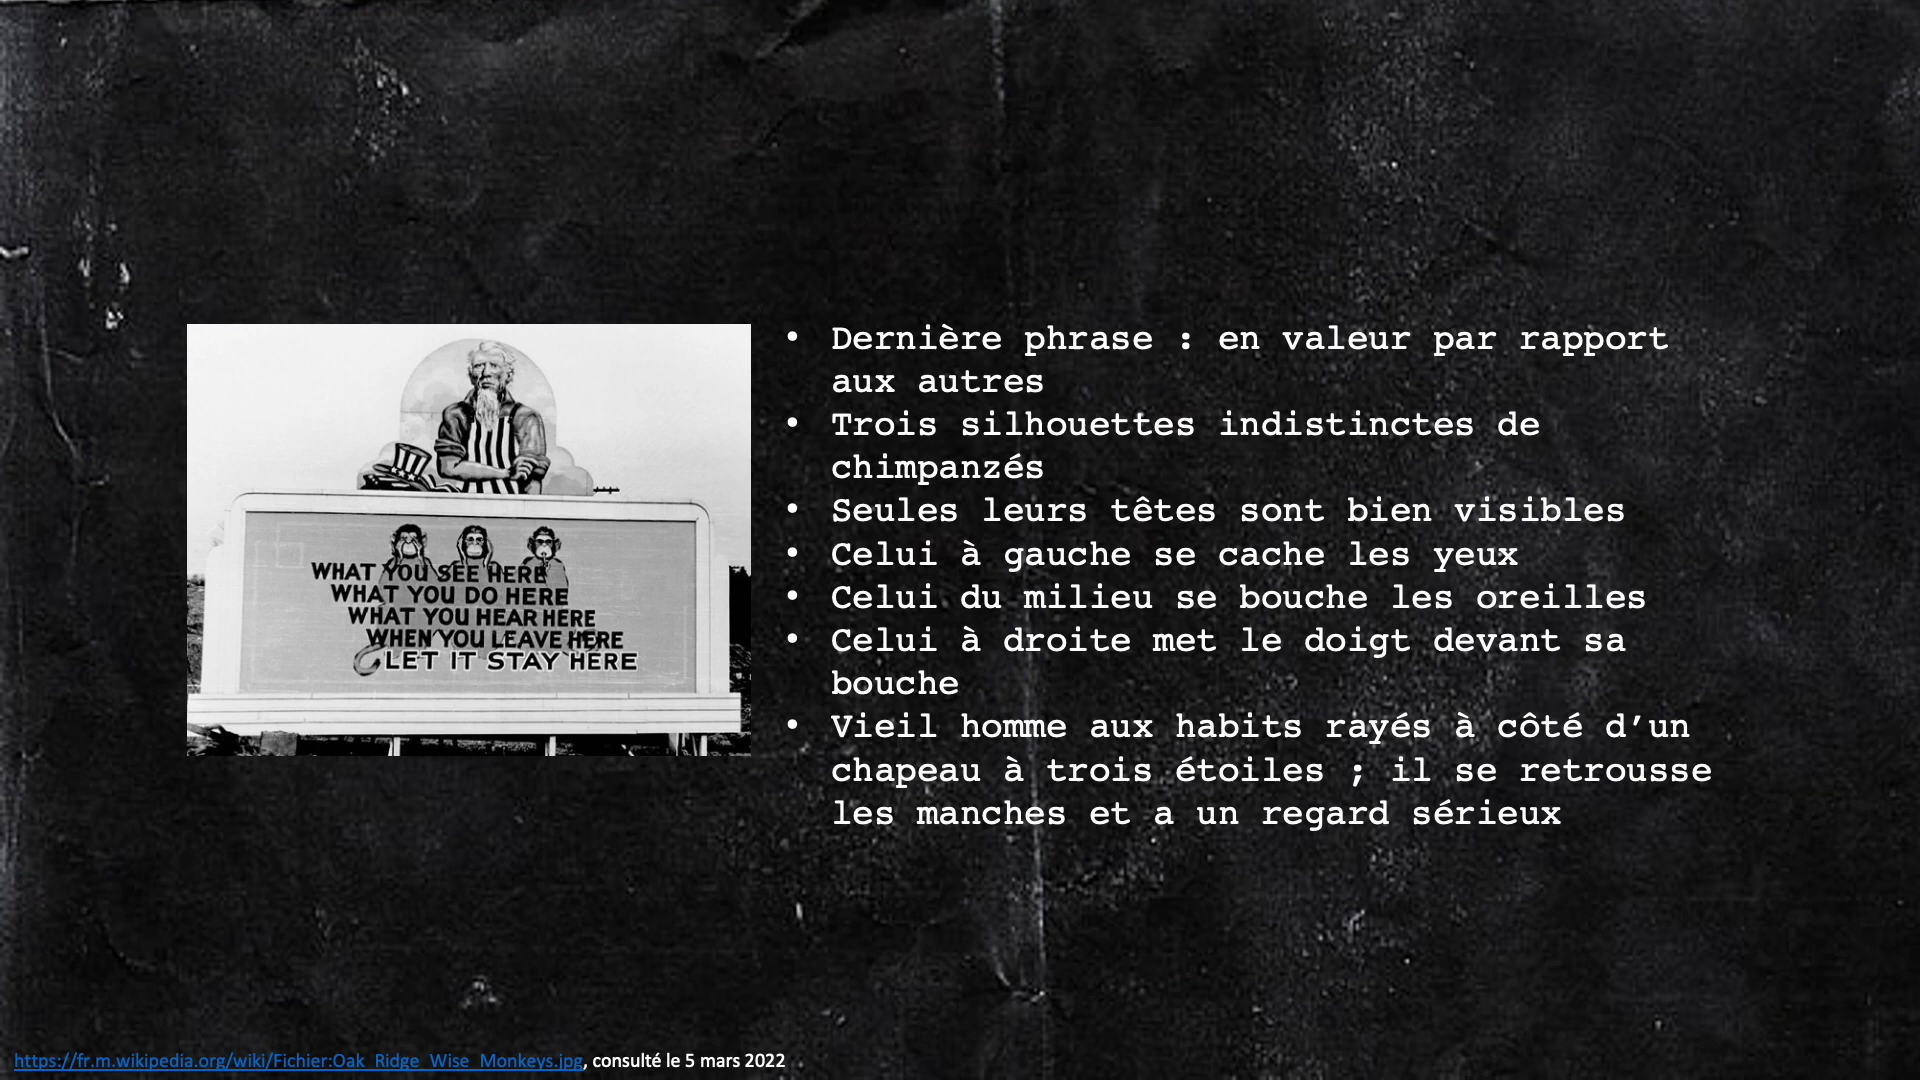 WHAT YOU SEE HERE
WHAT YOU DO HERE
WHAT YOU HEAR HERE
WHEN YOU LEAVE HERE
LET IT STAY HERE
• Dernière phrase : en valeur par rapport
aux autres
• Trois silhouettes indistinctes de
chimpanzés
• Seules leurs têtes sont bien visibles
• Celui à gauche se cache les yeux
• Celui du milieu se bouche les oreilles
• Celui à droite met le doigt devant sa
bouche
• Vieil homme aux habits rayés à côté d’un
chapeau à trois étoiles ; il se retrousse
les manches et a un regard sérieux
https://fr.m.wikipedia.org/wiki/Fichier:Oak_Ridge_Wise_Monkeys.jpg, consulté le 5 mars 2022